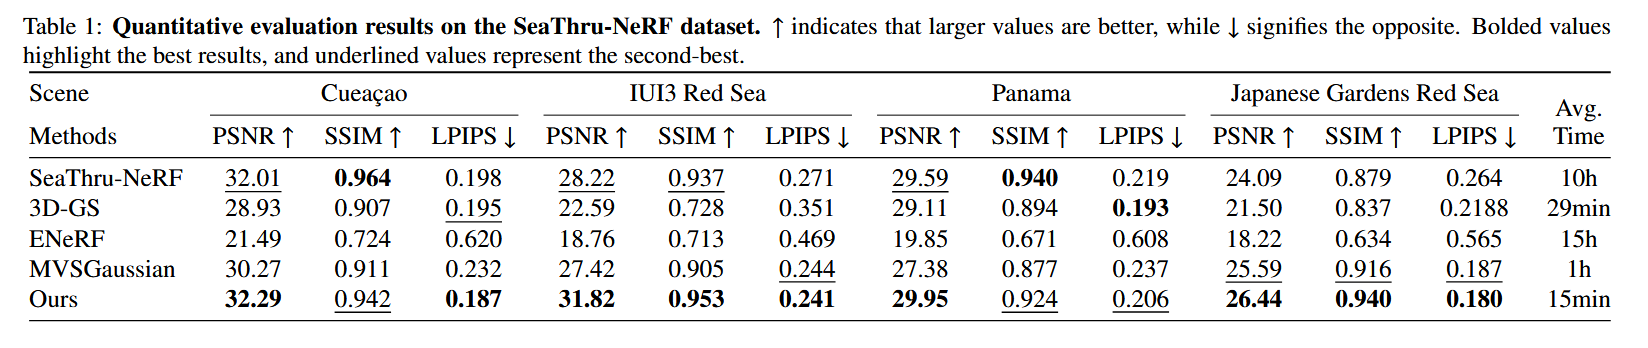 Table 1: Quantitative evaluation results on the SeaThru-NeRF dataset. ↑ indicates that larger values are better, while ↓ signifies the opposite. Bolded values
highlight the best results, and underlined values represent the second-best.
Scene Cueaçao IUI3 Red Sea Panama Japanese Gardens Red Sea Avg. Time
Methods PSNR ↑ SSIM ↑ LPIPS ↓ PSNR ↑ SSIM ↑ LPIPS ↓ PSNR ↑ SSIM ↑ LPIPS ↓ PSNR ↑ SSIM ↑ LPIPS ↓
SeaThru-NeRF 32.01 0.964 0.198 28.22 0.937 0.271 29.59 0.940 0.219 24.09 0.879 0.264 10h
3D-GS 28.93 0.907 0.195 22.59 0.728 0.351 29.11 0.894 0.193 21.50 0.837 0.2188 29min
ENeRF 21.49 0.724 0.620 18.76 0.713 0.469 19.85 0.671 0.608 18.22 0.634 0.565 15h
MVSGaussian 30.27 0.911 0.232 27.42 0.905 0.244 27.38 0.877 0.237 25.59 0.916 0.187 1h
Ours 32.29 0.942 0.187 31.82 0.953 0.241 29.95 0.924 0.206 26.44 0.940 0.180 15min